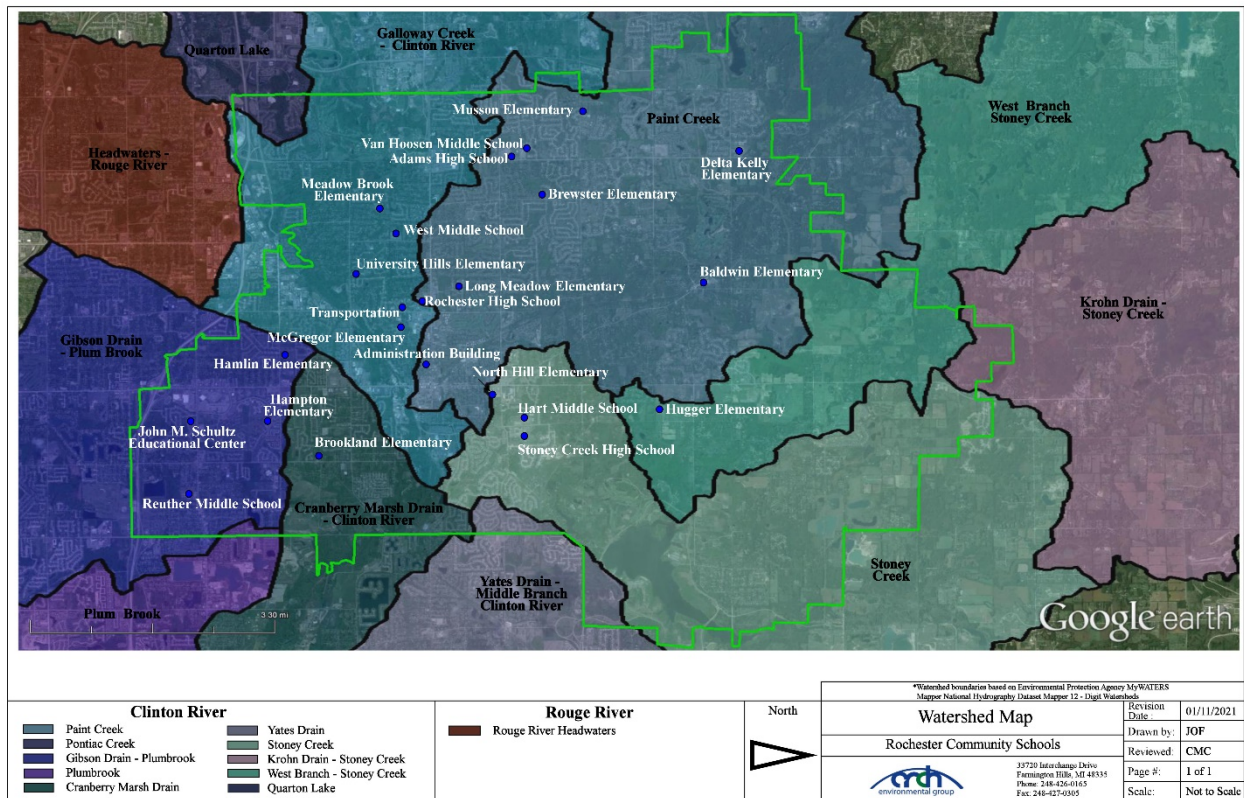 Quarton Lake
Galloway Creek
- Clinton River
Musson Elementary
Paint Creek
West Branch
Stoney Creek
Van Hoosen Middle School
Adams High School
Delta Kelly
Elementary
Headwaters -
Rouge River
Meadow Brook
Elementary
Brewster Elementary
West Middle School
University Hills Elementary
Long Meadow Elementary
Baldwin Elementary
Rochester High School
Krohn Drain -
Stoney Creek
Transportation
Gibson Drain
- Plum Brook
McGregor Elementary
Administration Building
Hamlin Elementary
North Hill Elementary
Hampton
Elementary
Hart Middle School
Hugger Elementary
John M. Schultz
Educational Center
Brookland Elementary
Stoney Creek High School
Reuther Middle School
Cranberry Marsh Drain
- Clinton River
Stoney
Creek
Yates Drain -
Middle Branch
Clinton River
Plum Brook
3.30 mi
Google earth
Clinton River
Paint Creek
Pontiac Creek
Gibson Drain - Plumbrook
Plumbrook
Cranberry Marsh Drain
Yates Drain
Stoney Creek
Krohn Drain - Stoney Creek
West Branch - Stoney Creek
Quarton Lake
Rouge River
Rouge River Headwaters
North
*Watershed boundaries based on Environmental Protection Agency MyWATERS
Mapper National Hydrography Dataset Mapper 12 - Digit Watersheds
Watershed Map
Rochester Community Schools
environmental group
33720 Interchange Drive
Farmington Hills, MI 48335
Phone: 248-426-0165
Fax: 248-427-0305
Revision
Date : 01/11/2021
Drawn by: JOF
Reviewed: CMC
Page #: 1 of 1
Scale: Not to Scale